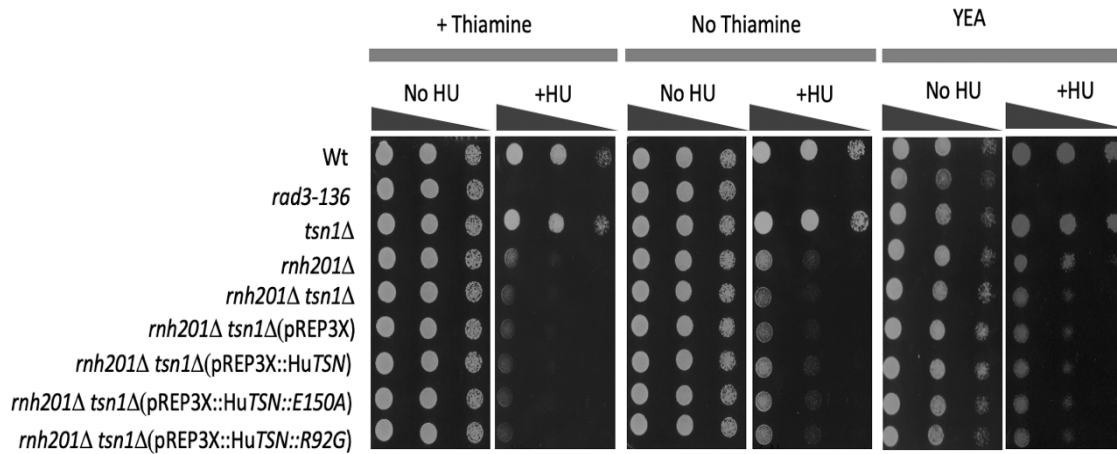 + Thiamine No Thiamine YEA
No HU +HU No HU +HU No HU +HU
Wt
rad3-136
tsn1Δ
rnh201Δ
rnh201Δ tsn1Δ
rnh201Δ tsn1Δ(pREP3X)
rnh201Δ tsn1Δ(pREP3X::HuTSN)
rnh201Δ tsn1Δ(pREP3X::HuTSN::E150A)
rnh201Δ tsn1Δ(pREP3X::HuTSN::R92G)